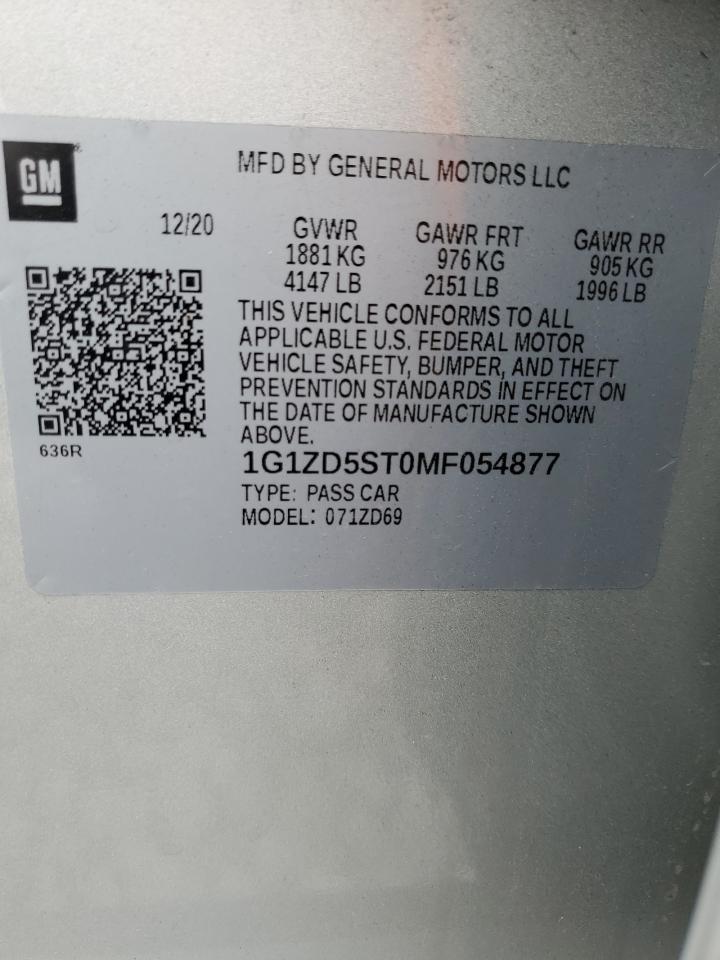 GM
MFD BY GENERAL MOTORS LLC
12/20
GVWR GAWR FRT GAWR RR
1881 KG 976 KG 905 KG
4147 LB 2151 LB 1996 LB
THIS VEHICLE CONFORMS TO ALL
APPLICABLE U.S. FEDERAL MOTOR
VEHICLE SAFETY, BUMPER, AND THEFT
PREVENTION STANDARDS IN EFFECT ON
THE DATE OF MANUFACTURE SHOWN
ABOVE.
636R
1G1ZD5ST0MF054877
TYPE: PASS CAR
MODEL: 071ZD69